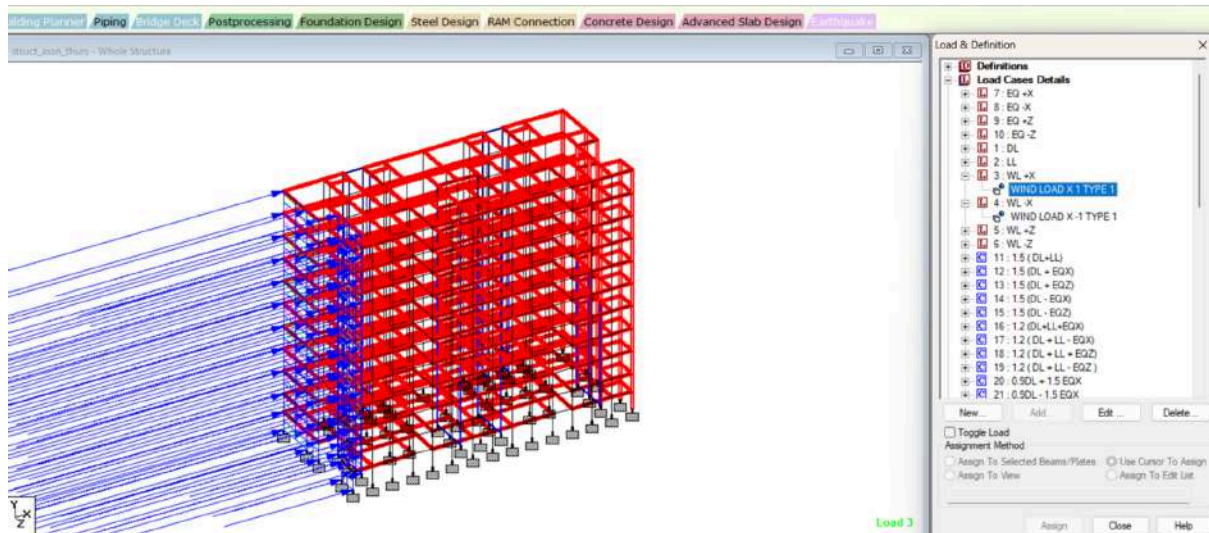 ilding Planner Piping Bridge Deck Postprocessing Foundation Design Steel Design RAM Connection Concrete Design Advanced Slab Design Earthquake
- Whole Structure
Load & Definition
Definitions
Load Cases Details
7 : EQ +X
8 : EQ -X
9 : EQ +Z
10 : EQ -Z
1 : DL
2 : LL
3 : WL +X
WIND LOAD X 1 TYPE 1
4 : WL -X
WIND LOAD X -1 TYPE 1
5 : WL +Z
6 : WL -Z
11 : 1.5 (DL+LL)
12 : 1.5 (DL + EQX)
13 : 1.5 (DL + EQZ)
14 : 1.5 (DL - EQX)
15 : 1.5 (DL - EQZ)
16 : 1.2 (DL+LL+EQX)
17 : 1.2 ( DL + LL - EQX)
18 : 1.2 (DL + LL + EQZ)
19 : 1.2 (DL + LL - EQZ )
20 : 0.9DL + 1.5 EQX
21 : 0.9DL - 1.5 EQX
New... Add... Edit ... Delete...
Toggle Load
Assignment Method
Assign To Selected Beams/Plates Use Cursor To Assign
Assign To View Assign To Edit List
Assign Close Help
Y
X
Z
Load 3